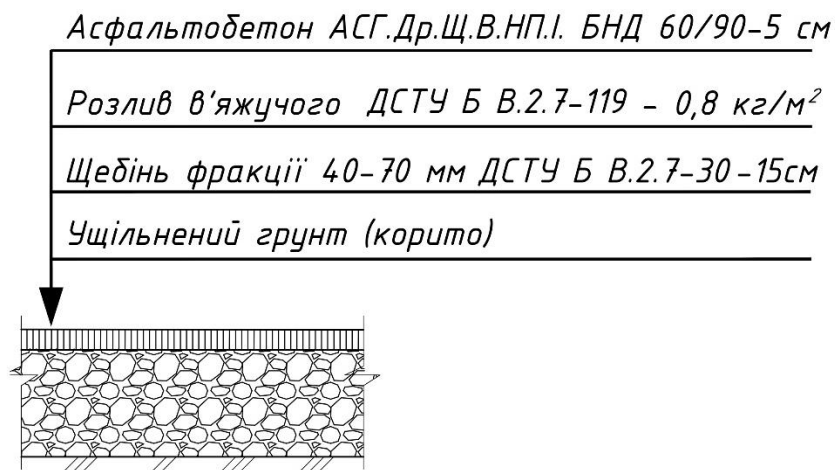 Асфальтобетон АСГ.Др.Щ.В.НП.І. БНД 60/90-5 см
Розлив в'яжучого ДСТУ Б В.2.7-119 - 0,8 кг/м²
Щебінь фракції 40-70 мм ДСТУ Б В.2.7-30 -15см
Ущільнений грунт (корито)